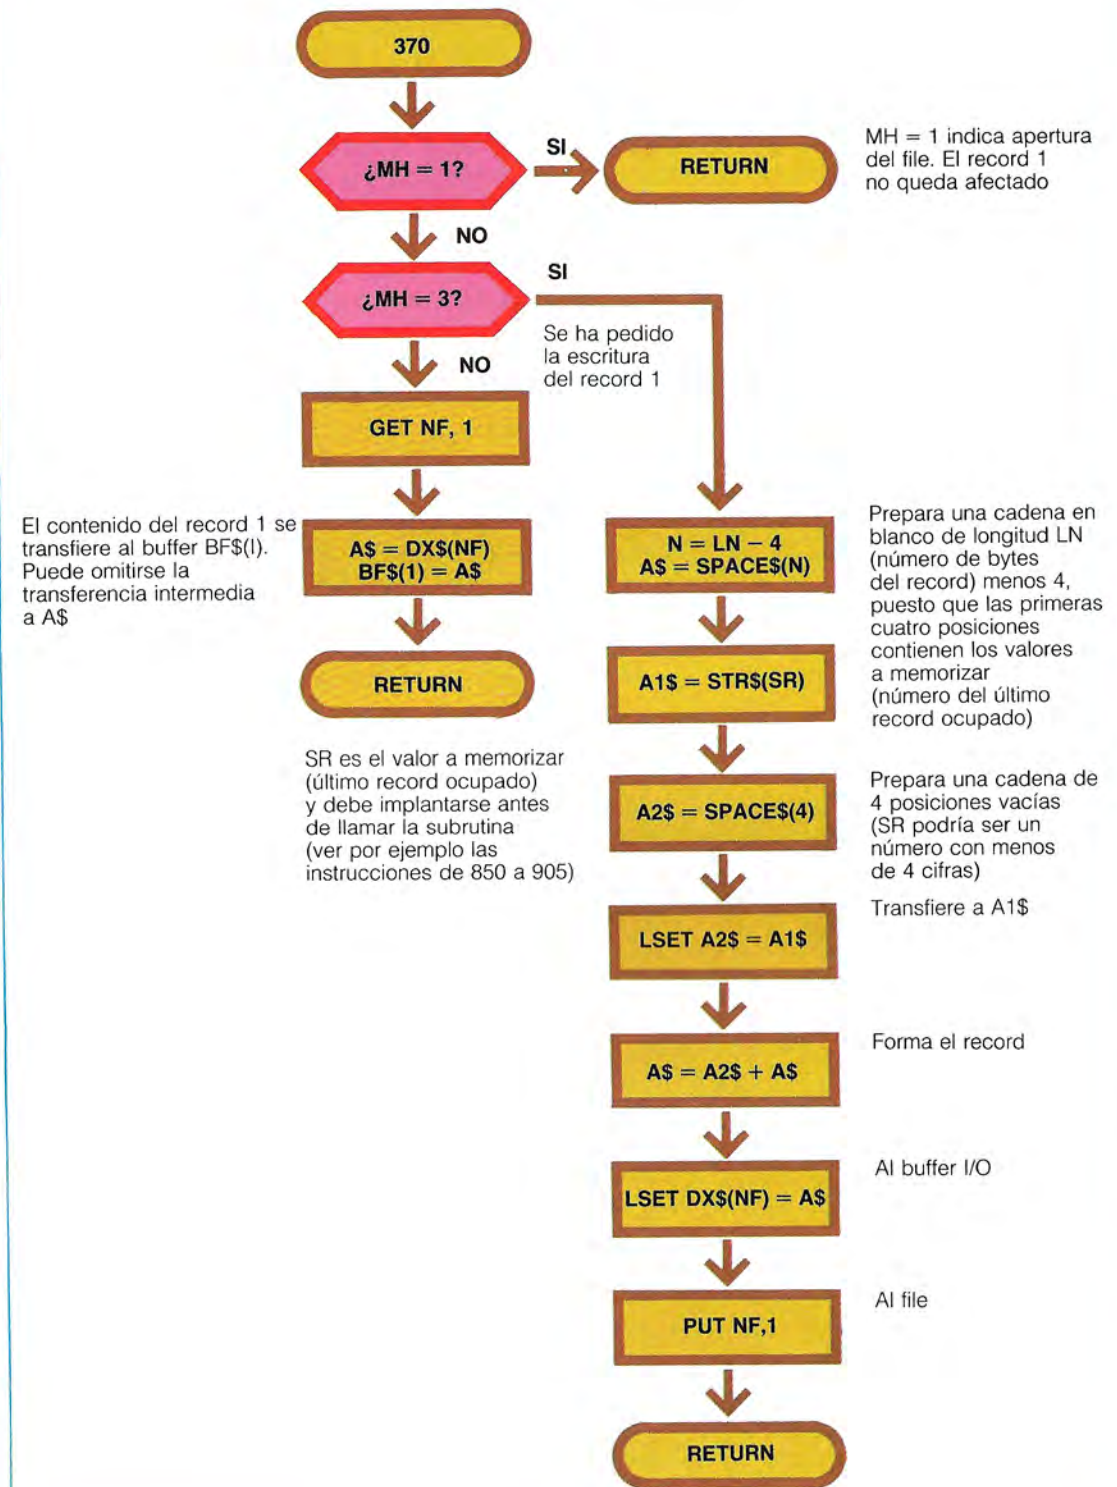 370
¿MH = 1?
SI
RETURN
MH = 1 indica apertura
del file. El record 1
no queda afectado
NO
¿MH = 3?
SI
Se ha pedido
la escritura
del record 1
NO
GET NF, 1
El contenido del record 1 se
transfiere al buffer BF$(I).
Puede omitirse la
transferencia intermedia
a A$
A$ = DX$(NF)
BF$(1) = A$
RETURN
SR es el valor a memorizar
(último record ocupado)
y debe implantarse antes
de llamar la subrutina
(ver por ejemplo las
instrucciones de 850 a 905)
N = LN – 4
A$ = SPACE$(N)
Prepara una cadena en
blanco de longitud LN
(número de bytes
del record) menos 4,
puesto que las primeras
cuatro posiciones
contienen los valores
a memorizar
(número del último
record ocupado)
A1$ = STR$(SR)
A2$ = SPACE$(4)
Prepara una cadena de
4 posiciones vacías
(SR podría ser un
número con menos
de 4 cifras)
LSET A2$ = A1$
Transfiere a A1$
A$ = A2$ + A$
Forma el record
LSET DX$(NF) = A$
Al buffer I/O
PUT NF,1
Al file
RETURN